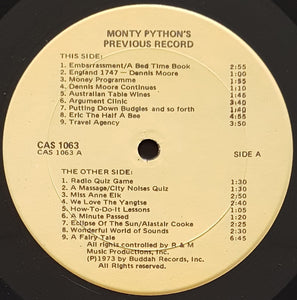 MONTY PYTHON'S
PREVIOUS RECORD
THIS SIDE:
1. Embarrassment/A Bed Time Book 2:55
2. England 1747 — Dennis Moore 1:00
3. Money Programme 1:15
4. Dennis Moore Continues 1:10
5. Australian Table Wines 1:15
6. Argument Clinic 3:40
7. Putting Down Budgies and so forth 1:40
8. Eric The Half A Bee 2:00
9. Travel Agency 3:50
CAS 1063
CAS 1063 A
SIDE A
THE OTHER SIDE:
1. Radio Quiz Game 1:30
2. A Massage/City Noises Quiz 1:30
3. Miss Anne Elk 2:30
4. We Love The Yangtse 2:30
5. How-To-Do-It Lessons 1:05
6. A Minute Passed 1:20
7. Eclipse Of The Sun/Alastair Cooke 2:30
8. Wonderful World of Sounds 1:20
9. A Fairy Tale 6:45
All rights controlled by R & M
Music Productions, Inc.
(P)1973 by Buddah Records, Inc.
All Rights reserved.